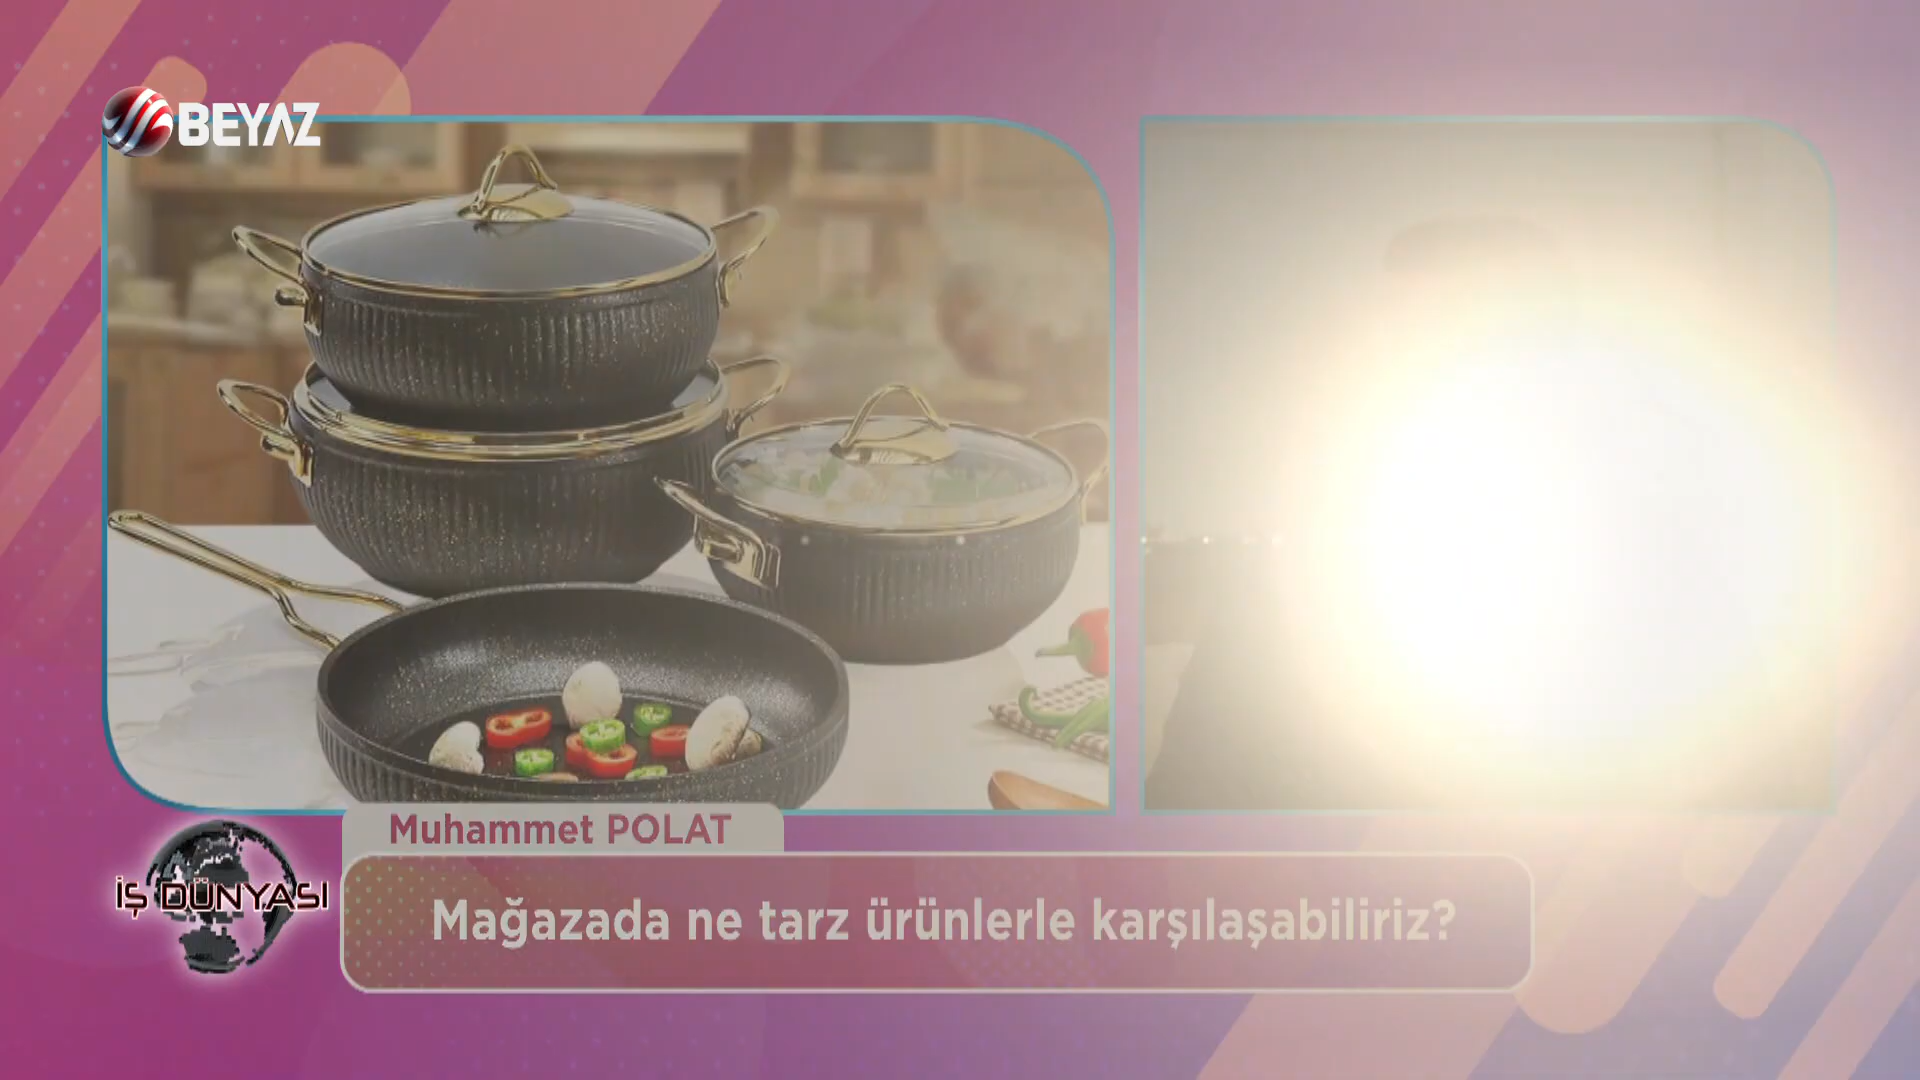 BEYAZ
Muhammet POLAT
İŞ DÜNYASI
Mağazada ne tarz ürünlerle karşılaşabiliriz?